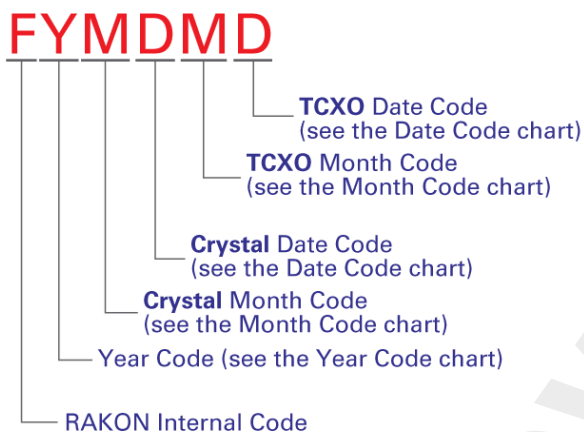 FYMDMD
TCXO Date Code
(see the Date Code chart)
TCXO Month Code
(see the Month Code chart)
Crystal Date Code
(see the Date Code chart)
Crystal Month Code
(see the Month Code chart)
Year Code (see the Year Code chart)
RAKON Internal Code